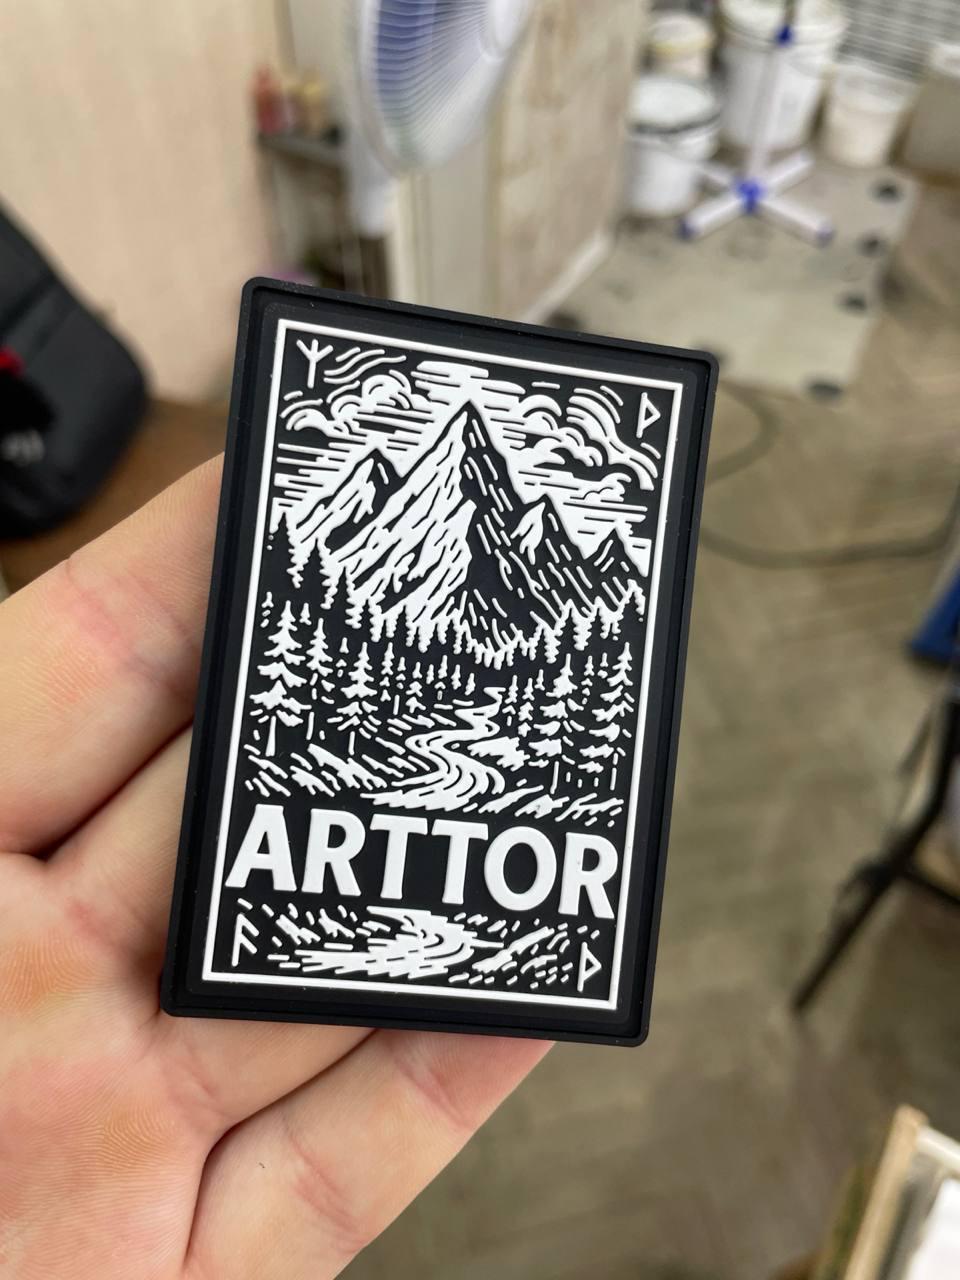 ᛉ ᚦ
ARTTOR
ᚫ ᚦ